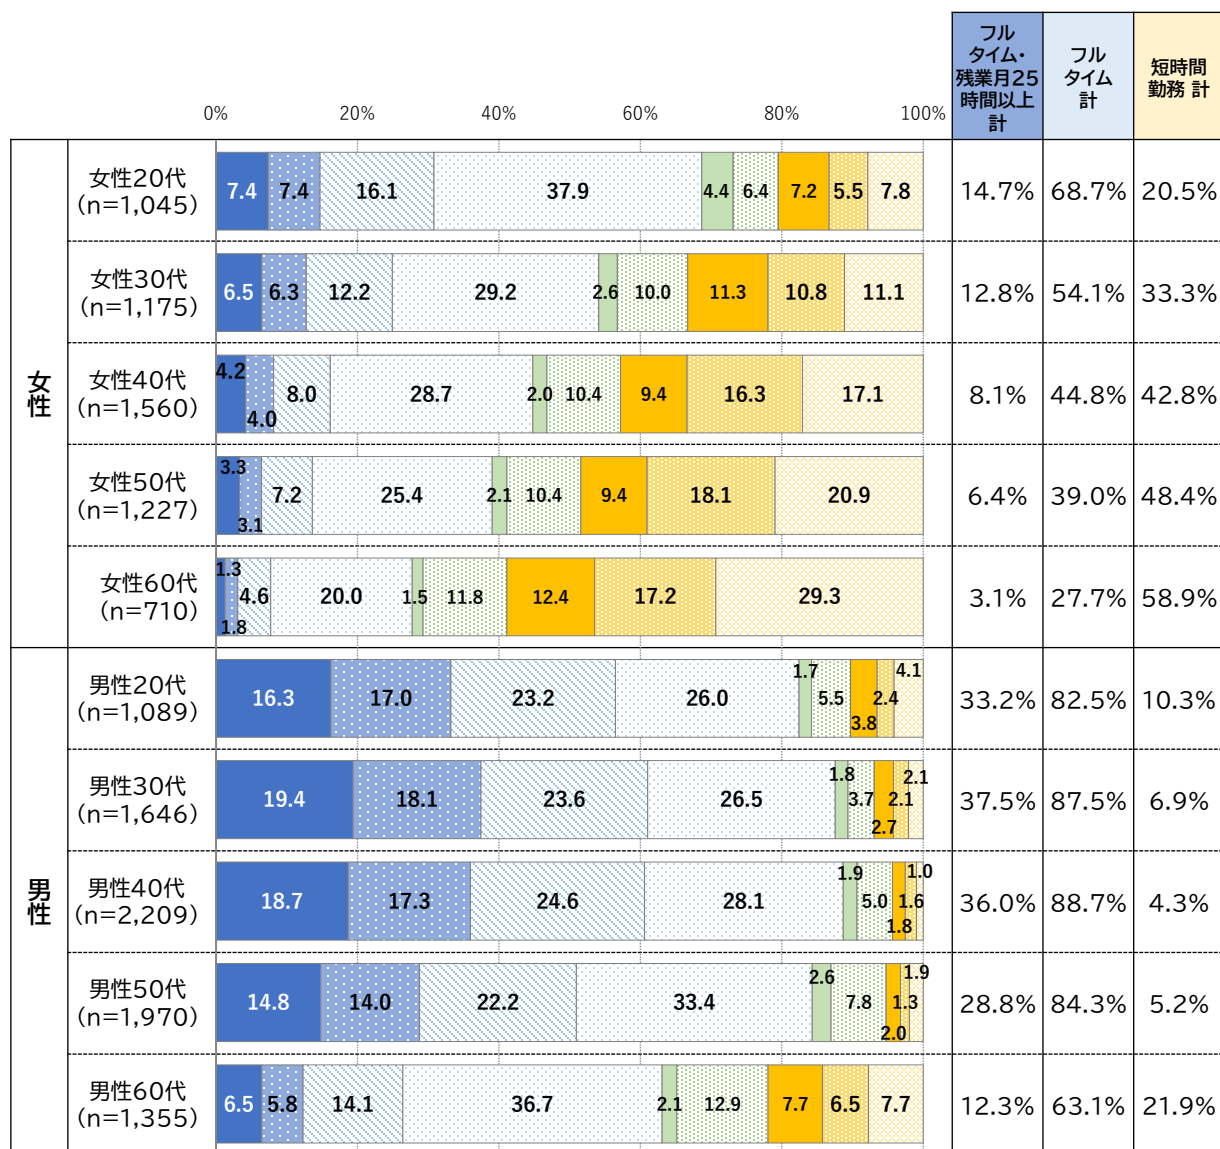 フル
タイム・
残業月25
時間以上
計
フル
タイム
計
短時間
勤務 計
0% 20% 40% 60% 80% 100%
女性
女性20代
(n=1,045)
7.4 7.4 16.1 37.9 4.4 6.4 7.2 5.5 7.8 14.7% 68.7% 20.5%
女性30代
(n=1,175)
6.5 6.3 12.2 29.2 2.6 10.0 11.3 10.8 11.1 12.8% 54.1% 33.3%
女性40代
(n=1,560)
4.2 4.0 8.0 28.7 2.0 10.4 9.4 16.3 17.1 8.1% 44.8% 42.8%
女性50代
(n=1,227)
3.3 3.1 7.2 25.4 2.1 10.4 9.4 18.1 20.9 6.4% 39.0% 48.4%
女性60代
(n=710)
1.3 1.8 4.6 20.0 1.5 11.8 12.4 17.2 29.3 3.1% 27.7% 58.9%
男性
男性20代
(n=1,089)
16.3 17.0 23.2 26.0 1.7 5.5 3.8 2.4 4.1 33.2% 82.5% 10.3%
男性30代
(n=1,646)
19.4 18.1 23.6 26.5 1.8 3.7 2.7 2.1 2.1 37.5% 87.5% 6.9%
男性40代
(n=2,209)
18.7 17.3 24.6 28.1 1.9 5.0 1.8 1.6 1.0 36.0% 88.7% 4.3%
男性50代
(n=1,970)
14.8 14.0 22.2 33.4 2.6 7.8 2.0 1.3 1.9 28.8% 84.3% 5.2%
男性60代
(n=1,355)
6.5 5.8 14.1 36.7 2.1 12.9 7.7 6.5 7.7 12.3% 63.1% 21.9%